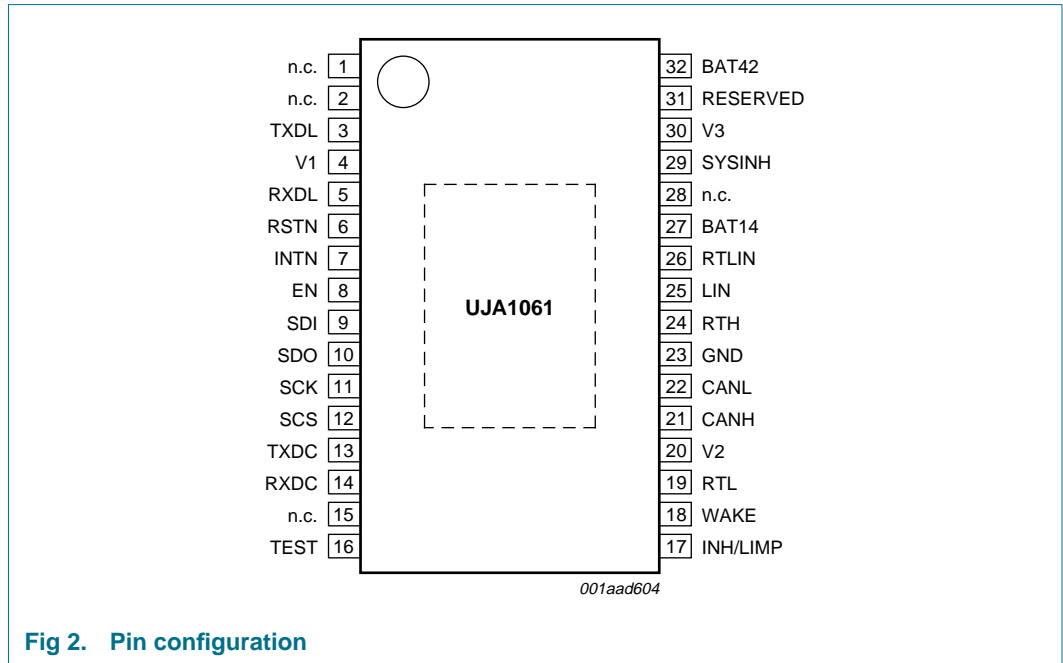 n.c. 1
n.c. 2
TXDL 3
V1 4
RXDL 5
RSTN 6
INTN 7
EN 8
SDI 9
SDO 10
SCK 11
SCS 12
TXDC 13
RXDC 14
n.c. 15
TEST 16
UJA1061
32 BAT42
31 RESERVED
30 V3
29 SYSINH
28 n.c.
27 BAT14
26 RTLIN
25 LIN
24 RTH
23 GND
22 CANL
21 CANH
20 V2
19 RTL
18 WAKE
17 INH/LIMP
001aad604
Fig 2. Pin configuration